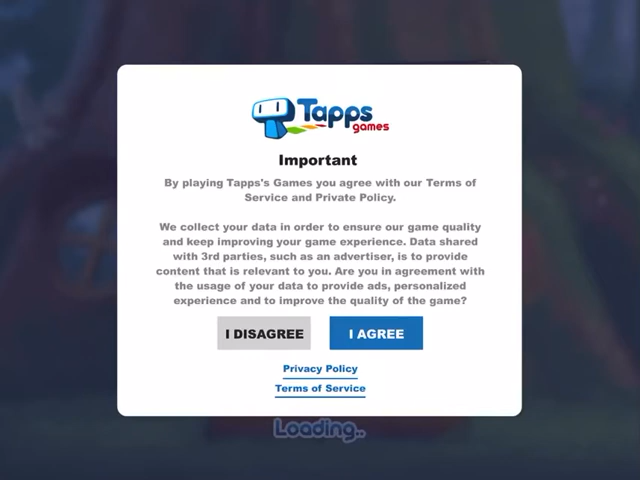 Tapps
games
Important
By playing Tapps's Games you agree with our Terms of
Service and Private Policy.
We collect your data in order to ensure our game quality
and keep improving your game experience. Data shared
with 3rd parties, such as an advertiser, is to provide
content that is relevant to you. Are you in agreement with
the usage of your data to provide ads, personalized
experience and to improve the quality of the game?
I DISAGREE I AGREE
Privacy Policy
Terms of Service
Loading..